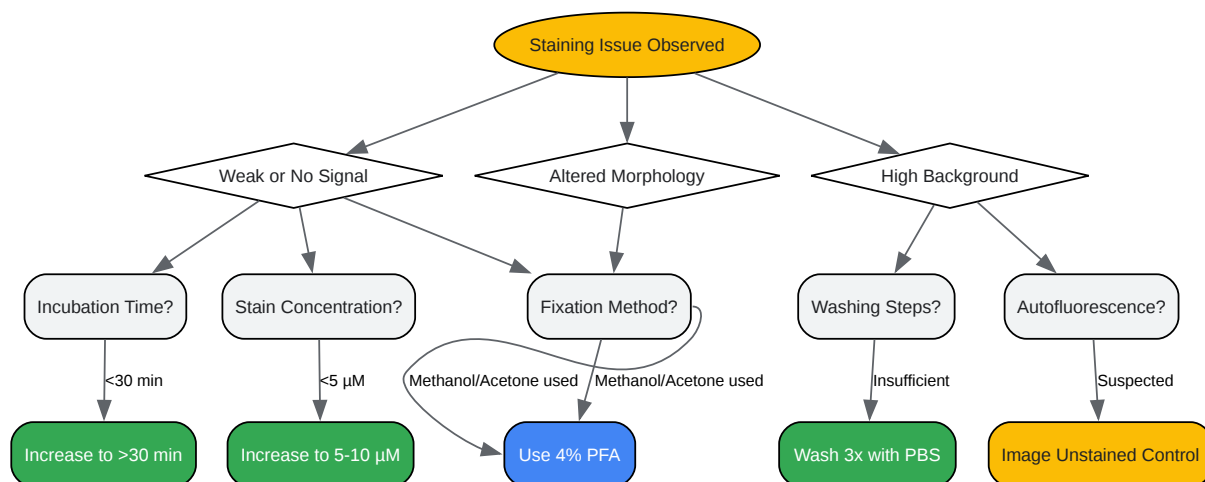 Staining Issue Observed
Weak or No Signal
Altered Morphology
High Background
Incubation Time?
Stain Concentration?
Fixation Method?
Washing Steps?
Autofluorescence?
<30 min
<5 µM
Methanol/Acetone used
Methanol/Acetone used
Insufficient
Suspected
Increase to >30 min
Increase to 5-10 µM
Use 4% PFA
Wash 3x with PBS
Image Unstained Control